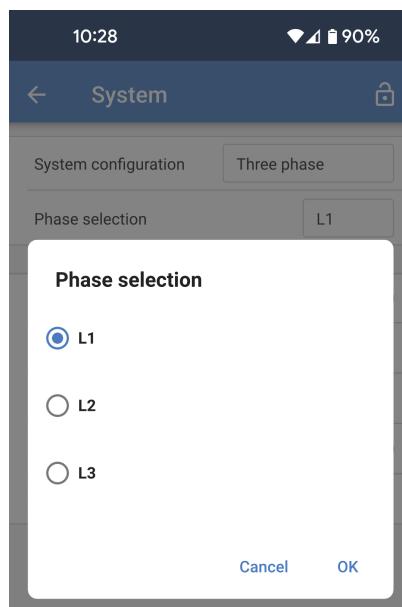 10:28 90%
System
System configuration Three phase
Phase selection L1
Phase selection
L1
L2
L3
Cancel OK